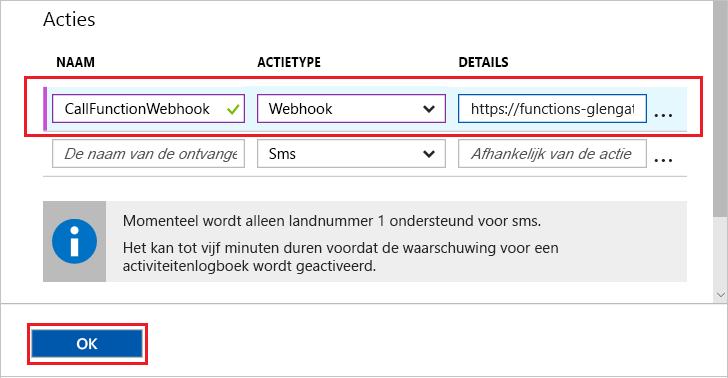 Acties
NAAM ACTIETYPE DETAILS
CallFunctionWebhook Webhook https://functions-glengat ...
De naam van de ontvange Sms Afhankelijk van de actie ...
Momenteel wordt alleen landnummer 1 ondersteund voor sms.
Het kan tot vijf minuten duren voordat de waarschuwing voor een
activiteitenlogboek wordt geactiveerd.
OK